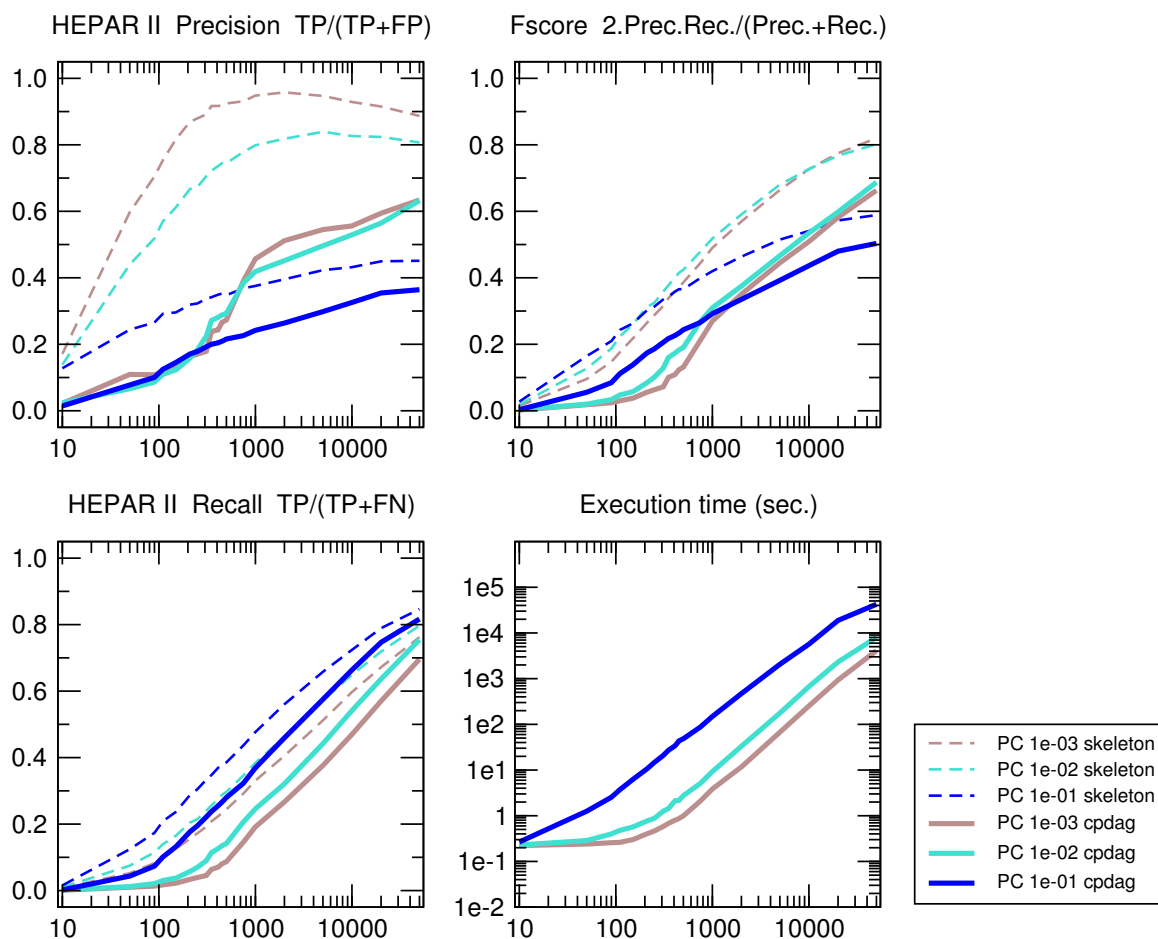 HEPAR II Precision TP/(TP+FP)
1.0
0.8
0.6
0.4
0.2
0.0
10 100 1000 10000
Fscore 2.Prec.Rec./(Prec.+Rec.)
1.0
0.8
0.6
0.4
0.2
0.0
10 100 1000 10000
HEPAR II Recall TP/(TP+FN)
1.0
0.8
0.6
0.4
0.2
0.0
10 100 1000 10000
Execution time (sec.)
1e5
1e4
1e3
1e2
1e1
1
1e-1
1e-2
10 100 1000 10000
PC 1e-03 skeleton
PC 1e-02 skeleton
PC 1e-01 skeleton
PC 1e-03 cpdag
PC 1e-02 cpdag
PC 1e-01 cpdag